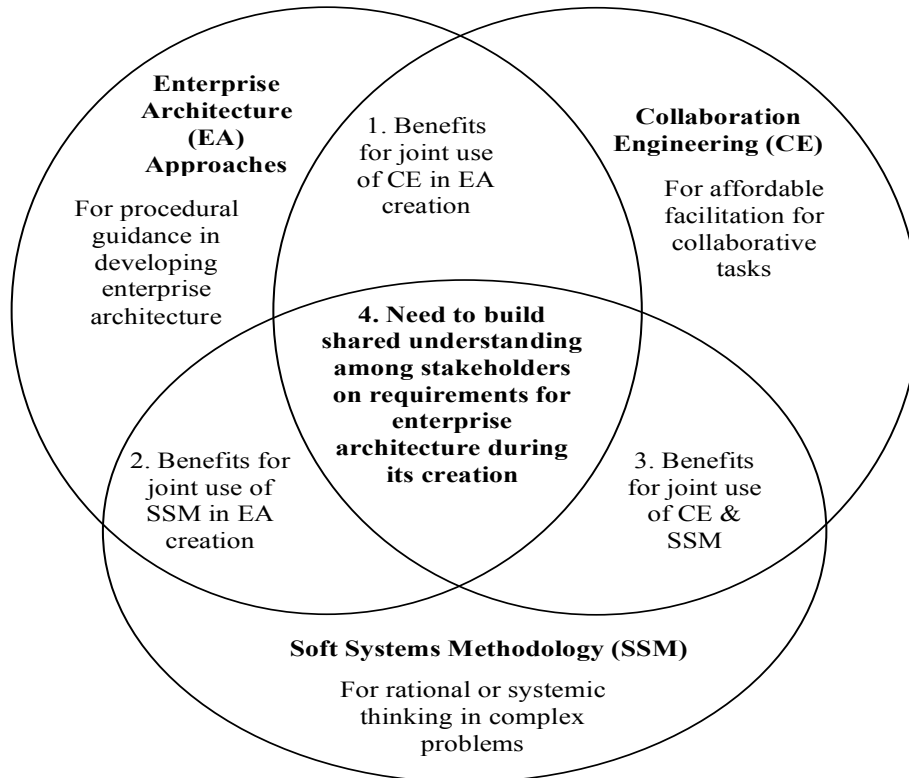 Enterprise
Architecture
(EA)
Approaches
For procedural
guidance in
developing
enterprise
architecture
1. Benefits
for joint use
of CE in EA
creation
Collaboration
Engineering (CE)
For affordable
facilitation for
collaborative
tasks
4. Need to build
shared understanding
among stakeholders
on requirements for
enterprise
architecture during
its creation
2. Benefits for
joint use of
SSM in EA
creation
3. Benefits
for joint use
of CE &
SSM
Soft Systems Methodology (SSM)
For rational or systemic
thinking in complex
problems